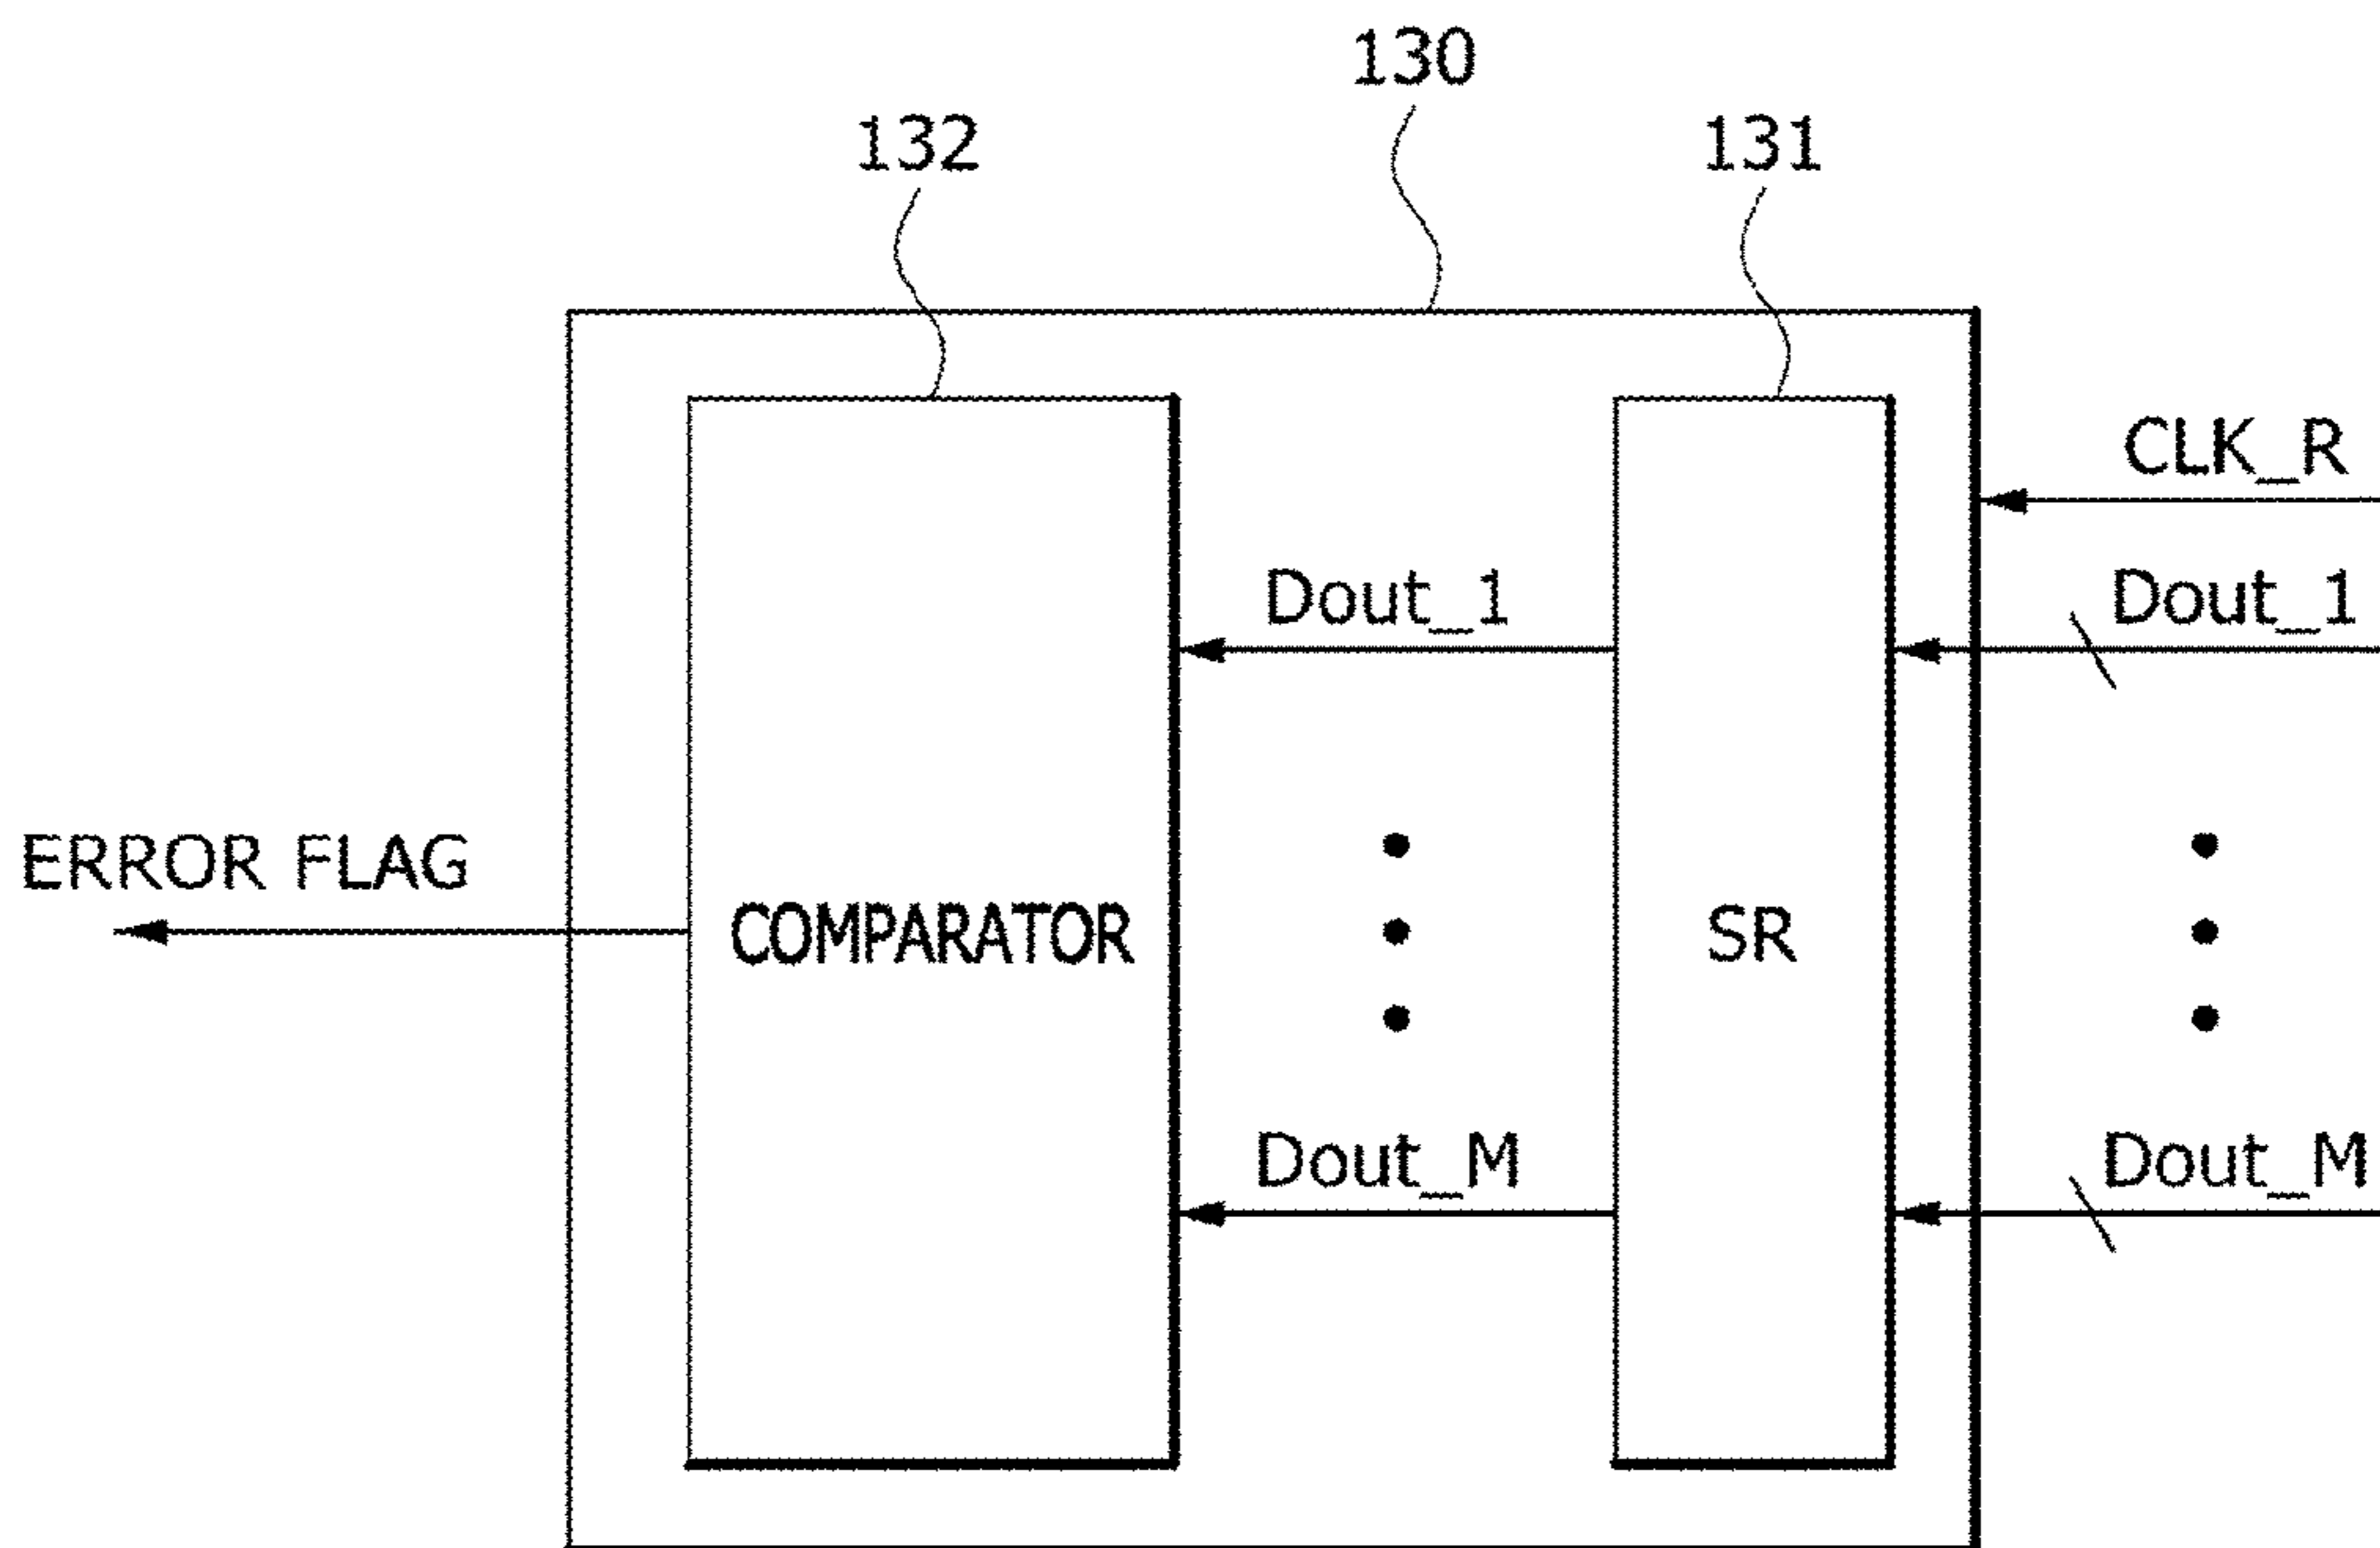 130
132
131
CLK_R
Dout_1
Dout_1
ERROR FLAG
COMPARATOR
SR
Dout_M
Dout_M